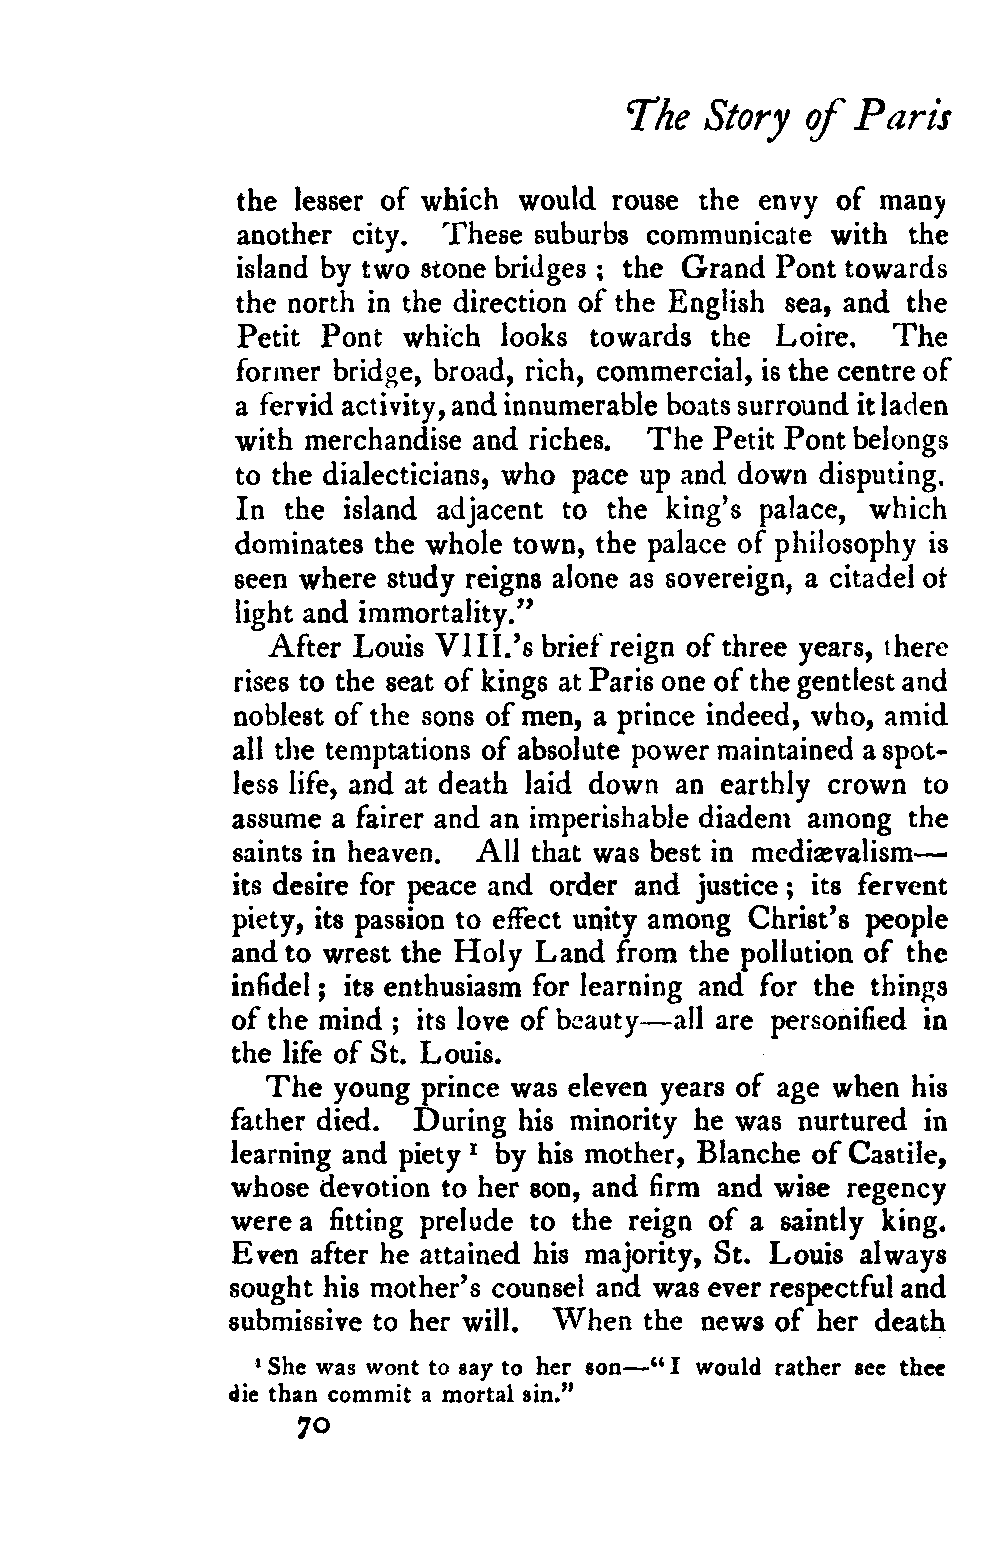 The Story of Paris
the lesser of which would rouse the envy of many
another city. These suburbs communicate with the
island by two stone bridges ; the Grand Pont towards
the north in the direction of the English sea, and the
Petit Pont which looks towards the Loire. The
former bridge, broad, rich, commercial, is the centre of
a fervid activity, and innumerable boats surround it laden
with merchandise and riches. The Petit Pont belongs
to the dialecticians, who pace up and down disputing.
In the island adjacent to the king's palace, which
dominates the whole town, the palace of philosophy is
seen where study reigns alone as sovereign, a citadel of
light and immortality."
After Louis VIII.'s brief reign of three years, there
rises to the seat of kings at Paris one of the gentlest and
noblest of the sons of men, a prince indeed, who, amid
all the temptations of absolute power maintained a spot-
less life, and at death laid down an earthly crown to
assume a fairer and an imperishable diadem among the
saints in heaven. All that was best in mediævalism—
its desire for peace and order and justice ; its fervent
piety, its passion to effect unity among Christ's people
and to wrest the Holy Land from the pollution of the
infidel ; its enthusiasm for learning and for the things
of the mind ; its love of beauty—all are personified in
the life of St. Louis.
The young prince was eleven years of age when his
father died. During his minority he was nurtured in
learning and piety ¹ by his mother, Blanche of Castile,
whose devotion to her son, and firm and wise regency
were a fitting prelude to the reign of a saintly king.
Even after he attained his majority, St. Louis always
sought his mother's counsel and was ever respectful and
submissive to her will. When the news of her death
¹ She was wont to say to her son—"I would rather see thee
die than commit a mortal sin."
70